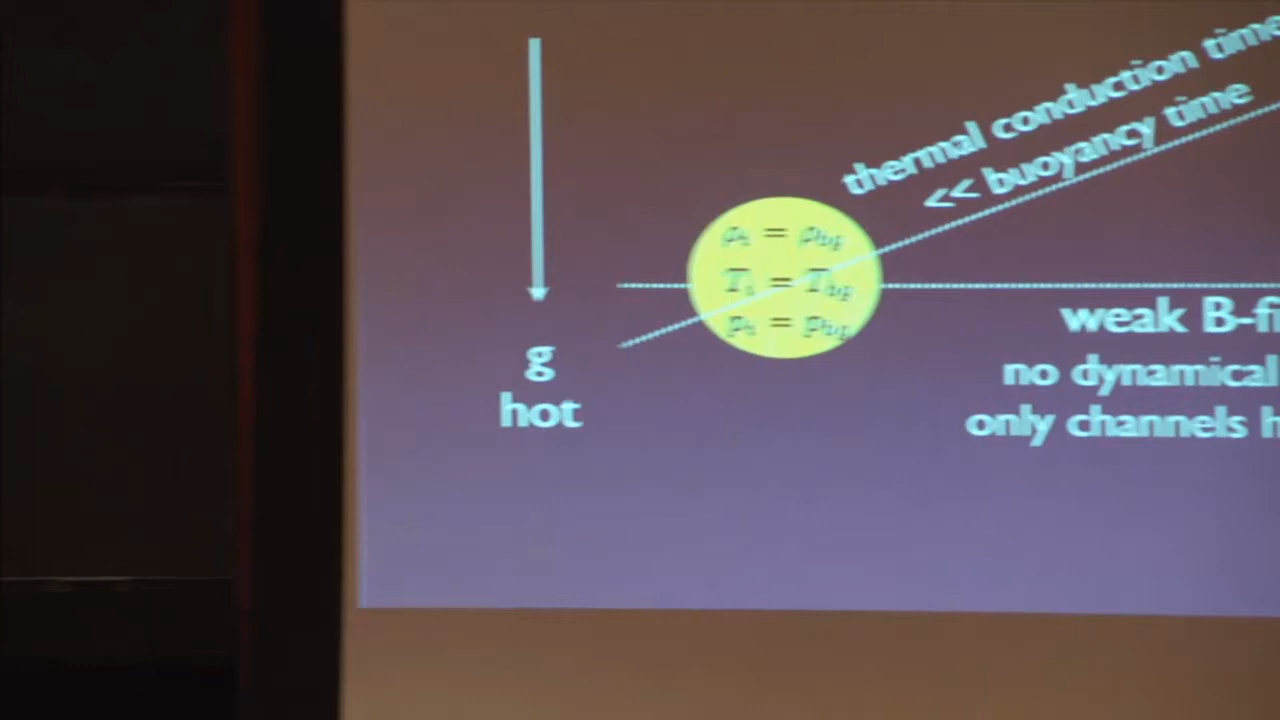 thermal conduction time
<< buoyancy time
g
hot
weak B-fi
no dynamical
only channels h